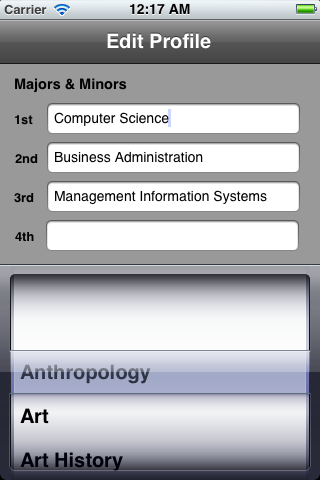 Carrier 12:17 AM
Edit Profile
Majors & Minors
1st Computer Science
2nd Business Administration
3rd Management Information Systems
4th
Anthropology
Art
Art History